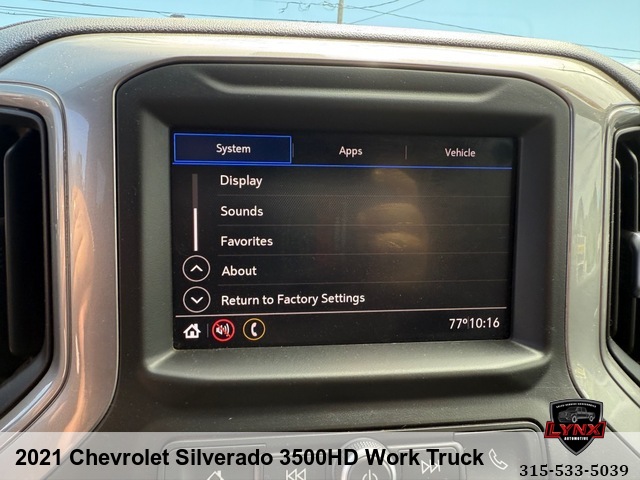 System Apps Vehicle
Display
Sounds
Favorites
About
Return to Factory Settings
77° 10:16
LYNX
AUTOMOTIVE
2021 Chevrolet Silverado 3500HD Work Truck
315-533-5039